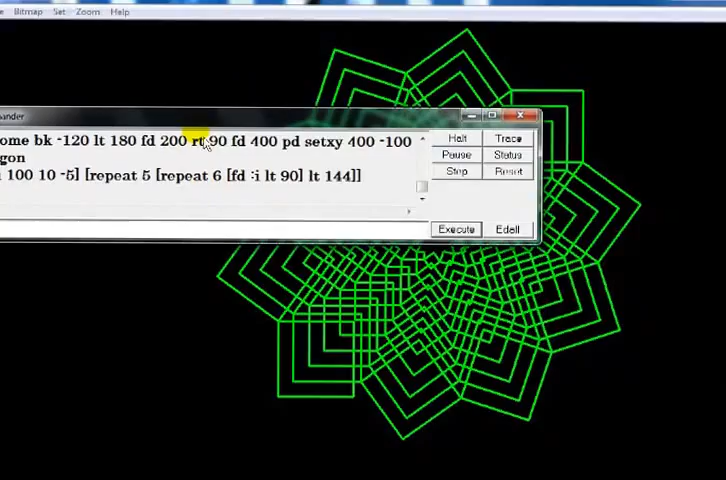 Bitmap Set Zoom Help
ander
ome bk -120 lt 180 fd 200 rt 90 fd 400 pd setxy 400 -100
gon
i 100 10 -5] [repeat 5 [repeat 6 [fd :i lt 90] lt 144]]
Halt Trace
Pause Status
Step Reset
Execute Edall